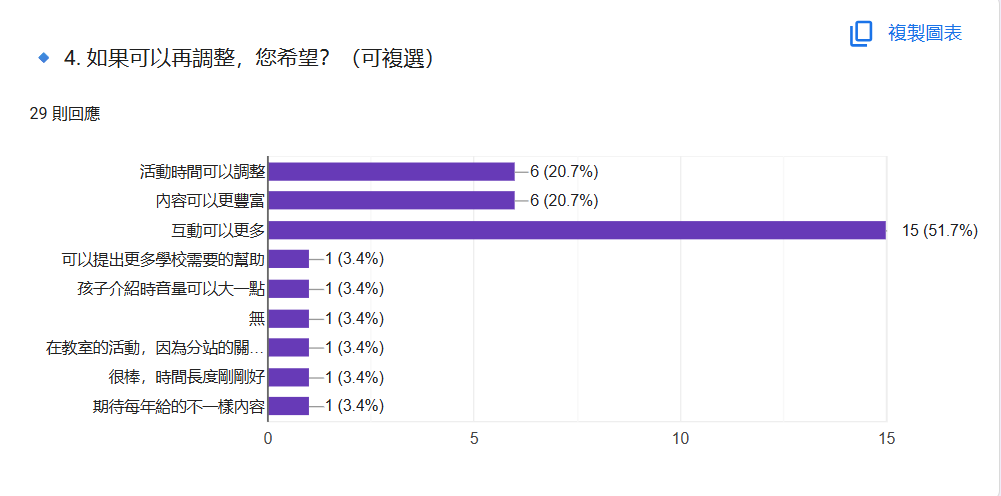 複製圖表
4. 如果可以再調整，您希望？（可複選）
29 則回應
活動時間可以調整 6 (20.7%)
內容可以更豐富 6 (20.7%)
互動可以更多 15 (51.7%)
可以提出更多學校需要的幫助 1 (3.4%)
孩子介紹時音量可以大一點 1 (3.4%)
無 1 (3.4%)
在教室的活動，因為分站的關... 1 (3.4%)
很棒，時間長度剛剛好 1 (3.4%)
期待每年給的不一樣內容 1 (3.4%)
0 5 10 15